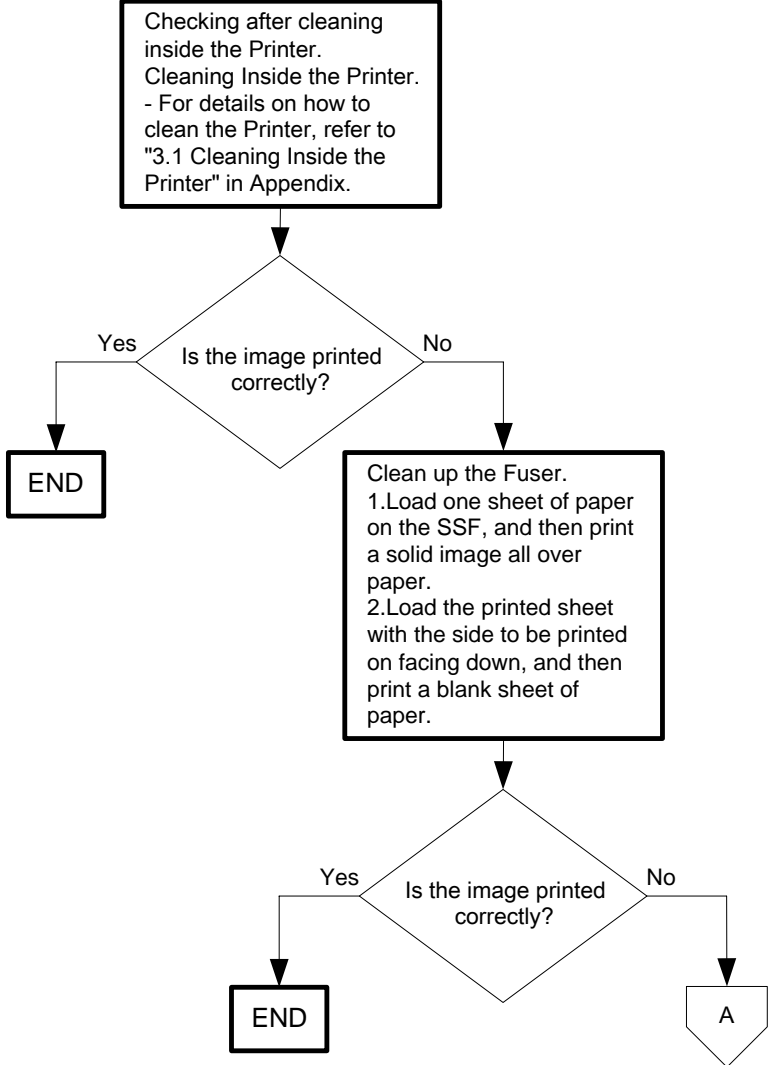 Checking after cleaning
inside the Printer.
Cleaning Inside the Printer.
- For details on how to
clean the Printer, refer to
"3.1 Cleaning Inside the
Printer" in Appendix.
Yes
No
Is the image printed
correctly?
END
Clean up the Fuser.
1.Load one sheet of paper
on the SSF, and then print
a solid image all over
paper.
2.Load the printed sheet
with the side to be printed
on facing down, and then
print a blank sheet of
paper.
Yes
No
Is the image printed
correctly?
END
A